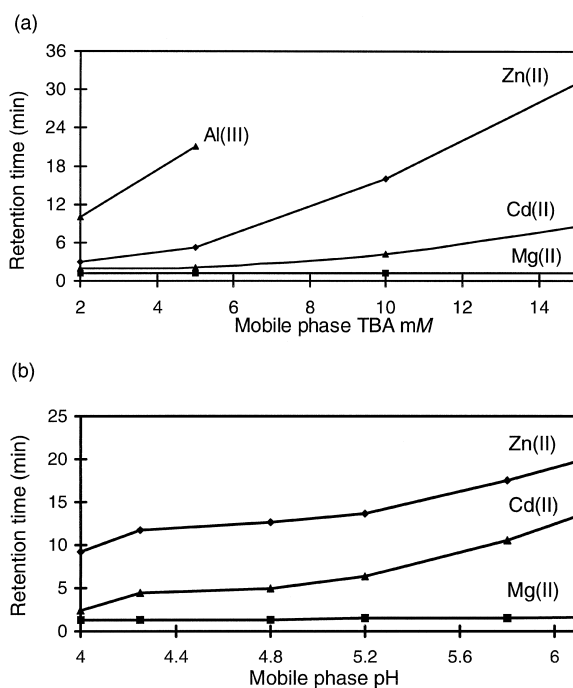 (a)
36
30
24
18
12
6
0
Retention time (min)
Al(III)
Zn(II)
Cd(II)
Mg(II)
2 4 6 8 10 12 14
Mobile phase TBA mM
(b)
25
20
15
10
5
0
Retention time (min)
Zn(II)
Cd(II)
Mg(II)
4 4.4 4.8 5.2 5.6 6
Mobile phase pH